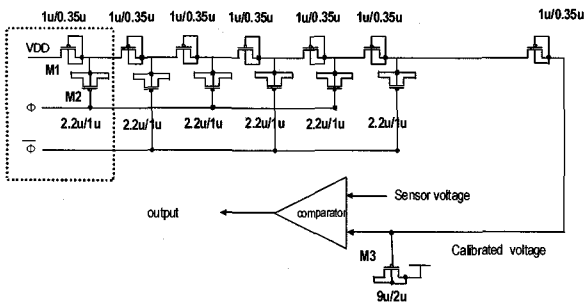 1u/0.35u 1u/0.35u 1u/0.35u 1u/0.35u 1u/0.35u 1u/0.35u 1u/0.35u
VDD
M1
M2
Φ
2.2u/1u 2.2u/1u 2.2u/1u 2.2u/1u 2.2u/1u 2.2u/1u
Φ̅
output
comparator
Sensor voltage
Calibrated voltage
M3
9u/2u